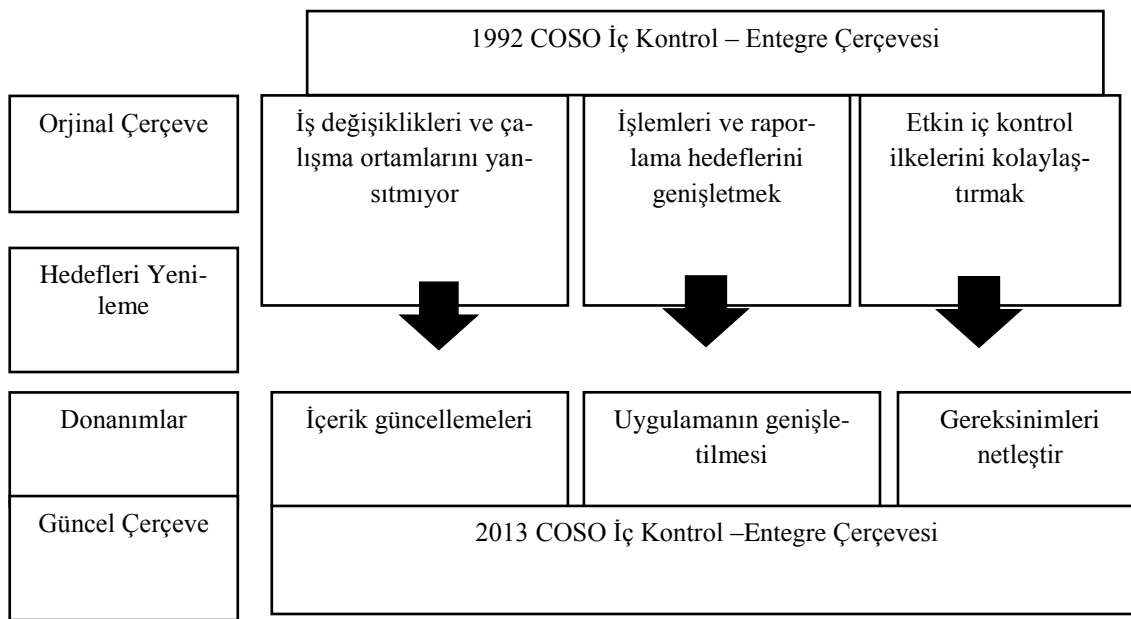 1992 COSO İç Kontrol – Entegre Çerçevesi
Orjinal Çerçeve
İş değişiklikleri ve ça-
lışma ortamlarını yan-
sıtmıyor
İşlemleri ve rapor-
lama hedeflerini
genişletmek
Etkin iç kontrol
ilkelerini kolaylaş-
tırmak
Hedefleri Yeni-
leme
Donanımlar
İçerik güncellemeleri
Uygulamanın genişle-
tilmesi
Gereksinimleri
netleştir
Güncel Çerçeve
2013 COSO İç Kontrol –Entegre Çerçevesi